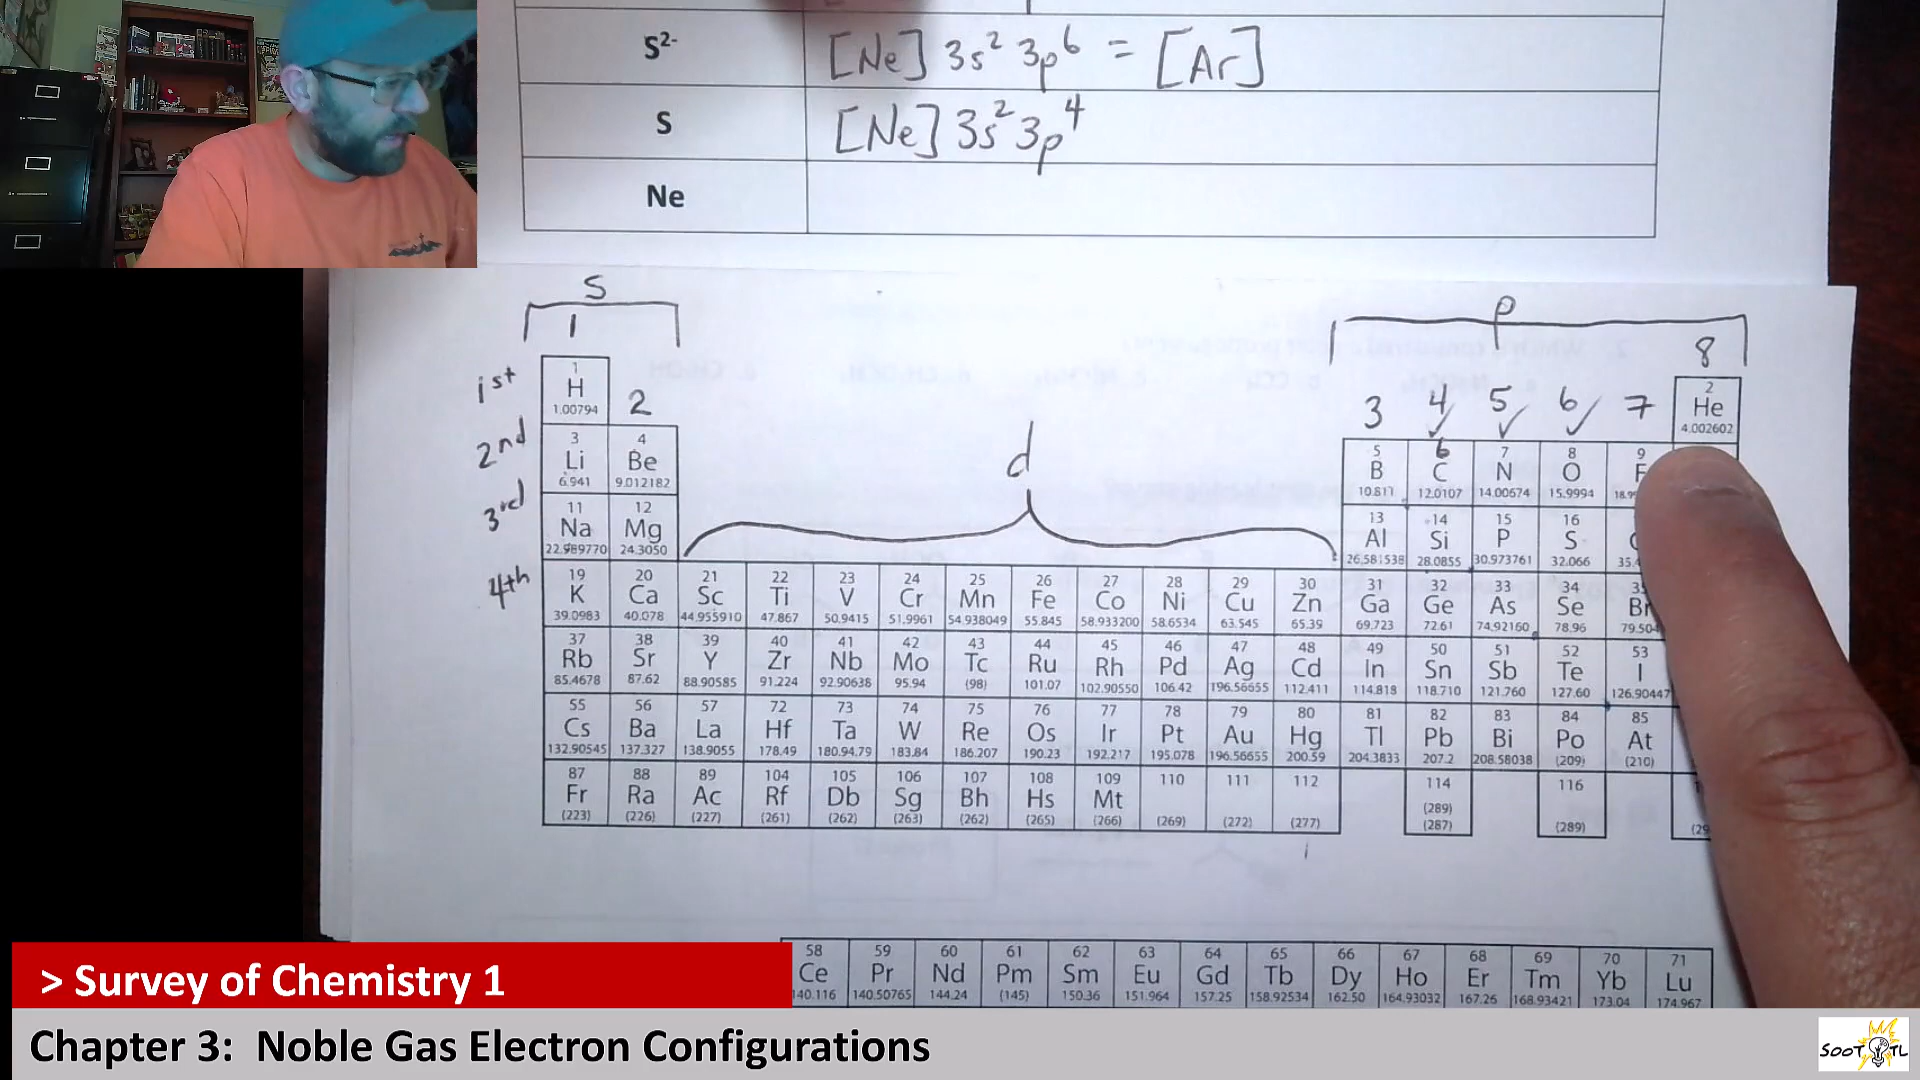 S²⁻ [Ne] 3s² 3p⁶ = [Ar]
S [Ne] 3s² 3p⁴
Ne
S p
1 8
1st 1 2
H He
1.00794 2 3 4✓ 5✓ 6✓ 7 4.002602
2nd 3 4 5 6 7 8 9
Li Be d B C N O F
6.941 9.012182 10.811 12.0107 14.00674 15.9994
3rd 11 12 13 14 15 16
Na Mg Al Si P S
22.989770 24.3050 26.581538 28.0855 30.973761 32.066
4th 19 20 21 22 23 24 25 26 27 28 29 30 31 32 33 34
K Ca Sc Ti V Cr Mn Fe Co Ni Cu Zn Ga Ge As Se Br
39.0983 40.078 44.955910 47.867 50.9415 51.9961 54.938049 55.845 58.933200 58.6534 63.545 65.39 69.723 72.61 74.92160 78.96 79.504
37 38 39 40 41 42 43 44 45 46 47 48 49 50 51 52 53
Rb Sr Y Zr Nb Mo Tc Ru Rh Pd Ag Cd In Sn Sb Te I
85.4678 87.62 88.90585 91.224 92.90638 95.94 (98) 101.07 102.90550 106.42 196.56655 112.411 114.818 118.710 121.760 127.60 126.90447
55 56 57 72 73 74 75 76 77 78 79 80 81 82 83 84 85
Cs Ba La Hf Ta W Re Os Ir Pt Au Hg Tl Pb Bi Po At
132.90545 137.327 138.9055 178.49 180.94.79 183.84 186.207 190.23 192.217 195.078 196.56655 200.59 204.3833 207.2 208.58038 (209) (210)
87 88 89 104 105 106 107 108 109 110 111 112 114 116
Fr Ra Ac Rf Db Sg Bh Hs Mt
(289)
(223) (226) (227) (261) (262) (263) (262) (265) (266) (269) (272) (277) (287) (289)
58 59 60 61 62 63 64 65 66 67 68 69 70 71
Ce Pr Nd Pm Sm Eu Gd Tb Dy Ho Er Tm Yb Lu
140.116 140.50765 144.24 (145) 150.36 151.964 157.25 158.92534 162.50 164.93032 167.26 168.93421 173.04 174.967
> Survey of Chemistry 1
Chapter 3: Noble Gas Electron Configurations
SOOTOTL